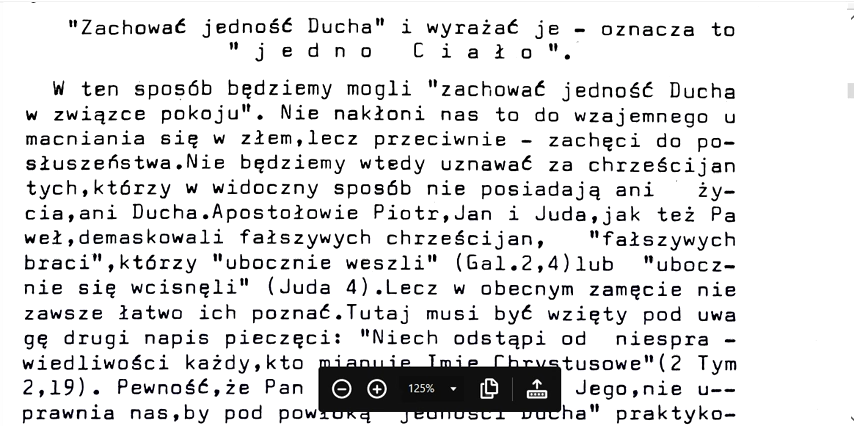 "Zachować jedność Ducha" i wyrażać je - oznacza to
"jedno Ciało".
W ten sposób będziemy mogli "zachować jedność Ducha
w związce pokoju". Nie nakłoni nas to do wzajemnego u
macniania się w złem,lecz przeciwnie - zachęci do po-
słuszeństwa.Nie będziemy wtedy uznawać za chrześcijan
tych,którzy w widoczny sposób nie posiadają ani ży-
cia,ani Ducha.Apostołowie Piotr,Jan i Juda,jak też Pa
weł,demaskowali fałszywych chrześcijan, "fałszywych
braci",którzy "ubocznie weszli" (Gal.2,4)lub "ubocz-
nie się wcisnęli" (Juda 4).Lecz w obecnym zamęcie nie
zawsze łatwo ich poznać.Tutaj musi być wzięty pod uwa
gę drugi napis pieczęci: "Niech odstąpi od niespra -
wiedliwości każdy,kto mianuje Imię Chrystusowe"(2 Tym
2,19). Pewność,że Pan Jego,nie u--
125%
prawnia nas,by pod powłoką jedności Ducha" praktyko-